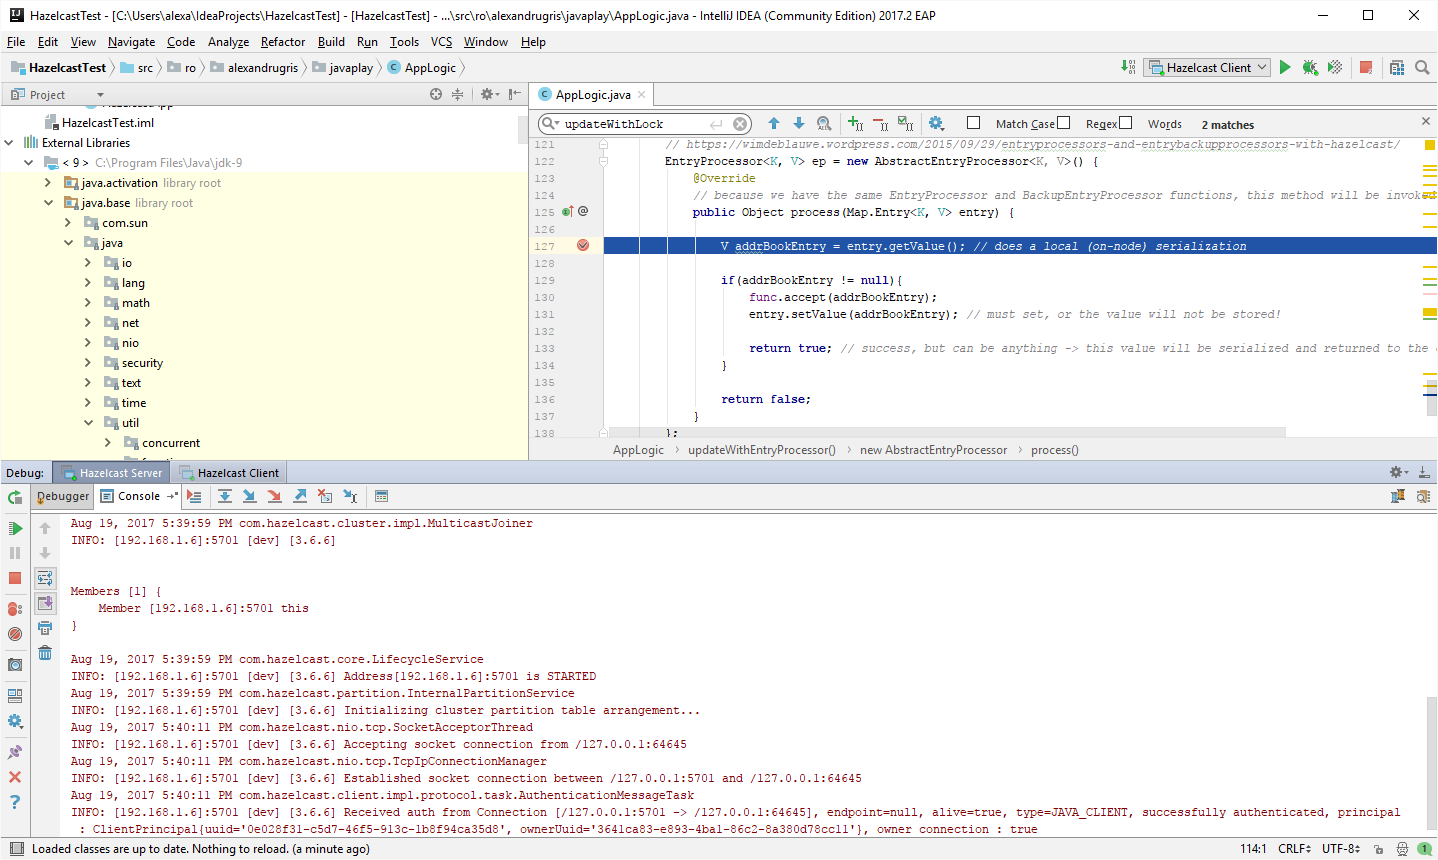 HazelcastTest - [C:\Users\alexa\IdeaProjects\HazelcastTest] - [HazelcastTest] - ...\src\ro\alexandrugris\javaplay\AppLogic.java - IntelliJ IDEA (Community Edition) 2017.2 EAP
File Edit View Navigate Code Analyze Refactor Build Run Tools VCS Window Help
HazelcastTest src ro alexandrugris javaplay AppLogic Hazelcast Client
Project
HazelcastTest.iml
External Libraries
< 9 > C:\Program Files\Java\jdk-9
java.activation library root
java.base library root
com.sun
java
io
lang
math
net
nio
security
text
time
util
concurrent
AppLogic.java
updateWithLock Match Case Regex Words 2 matches
121 // https://wimdeblauwe.wordpress.com/2015/09/29/entryprocessors-and-entrybackupprocessors-with-hazelcast/
122 EntryProcessor<K, V> ep = new AbstractEntryProcessor<K, V>() {
123 @Override
124 // because we have the same EntryProcessor and BackupEntryProcessor functions, this method will be invoked
125 public Object process(Map.Entry<K, V> entry) {
126
127 V addrBookEntry = entry.getValue(); // does a local (on-node) serialization
128
129 if(addrBookEntry != null){
130 func.accept(addrBookEntry);
131 entry.setValue(addrBookEntry); // must set, or the value will not be stored!
132
133 return true; // success, but can be anything -> this value will be serialized and returned to the
134 }
135
136 return false;
137 }
138 };
AppLogic updateWithEntryProcessor() new AbstractEntryProcessor process()
Debug: Hazelcast Server Hazelcast Client
Debugger Console
Aug 19, 2017 5:39:59 PM com.hazelcast.cluster.impl.MulticastJoiner
INFO: [192.168.1.6]:5701 [dev] [3.6.6]
Members [1] {
Member [192.168.1.6]:5701 this
}
Aug 19, 2017 5:39:59 PM com.hazelcast.core.LifecycleService
INFO: [192.168.1.6]:5701 [dev] [3.6.6] Address[192.168.1.6]:5701 is STARTED
Aug 19, 2017 5:39:59 PM com.hazelcast.partition.InternalPartitionService
INFO: [192.168.1.6]:5701 [dev] [3.6.6] Initializing cluster partition table arrangement...
Aug 19, 2017 5:40:11 PM com.hazelcast.nio.tcp.SocketAcceptorThread
INFO: [192.168.1.6]:5701 [dev] [3.6.6] Accepting socket connection from /127.0.0.1:64645
Aug 19, 2017 5:40:11 PM com.hazelcast.nio.tcp.TcpIpConnectionManager
INFO: [192.168.1.6]:5701 [dev] [3.6.6] Established socket connection between /127.0.0.1:5701 and /127.0.0.1:64645
Aug 19, 2017 5:40:11 PM com.hazelcast.client.impl.protocol.task.AuthenticationMessageTask
INFO: [192.168.1.6]:5701 [dev] [3.6.6] Received auth from Connection [/127.0.0.1:5701 -> /127.0.0.1:64645], endpoint=null, alive=true, type=JAVA_CLIENT, successfully authenticated, principal
: ClientPrincipal{uuid='0e028f31-c5d7-46f5-913c-1b8f94ca35d8', ownerUuid='3641ca83-e893-4ba1-86c2-8a380d78cc11'}, owner connection : true
Loaded classes are up to date. Nothing to reload. (a minute ago) 114:1 CRLF UTF-8 1